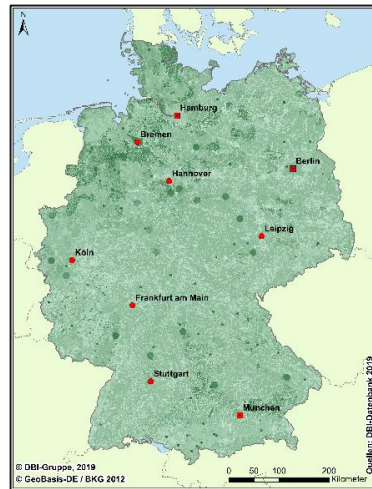 N
Hamburg
Bremen
Berlin
Hannover
Leipzig
Köln
Frankfurt am Main
Stuttgart
München
© DBI-Gruppe, 2019
© GeoBasis-DE / BKG 2012
0 50 100 200
Kilometer
Quellen: DBI-Datenbank 2019